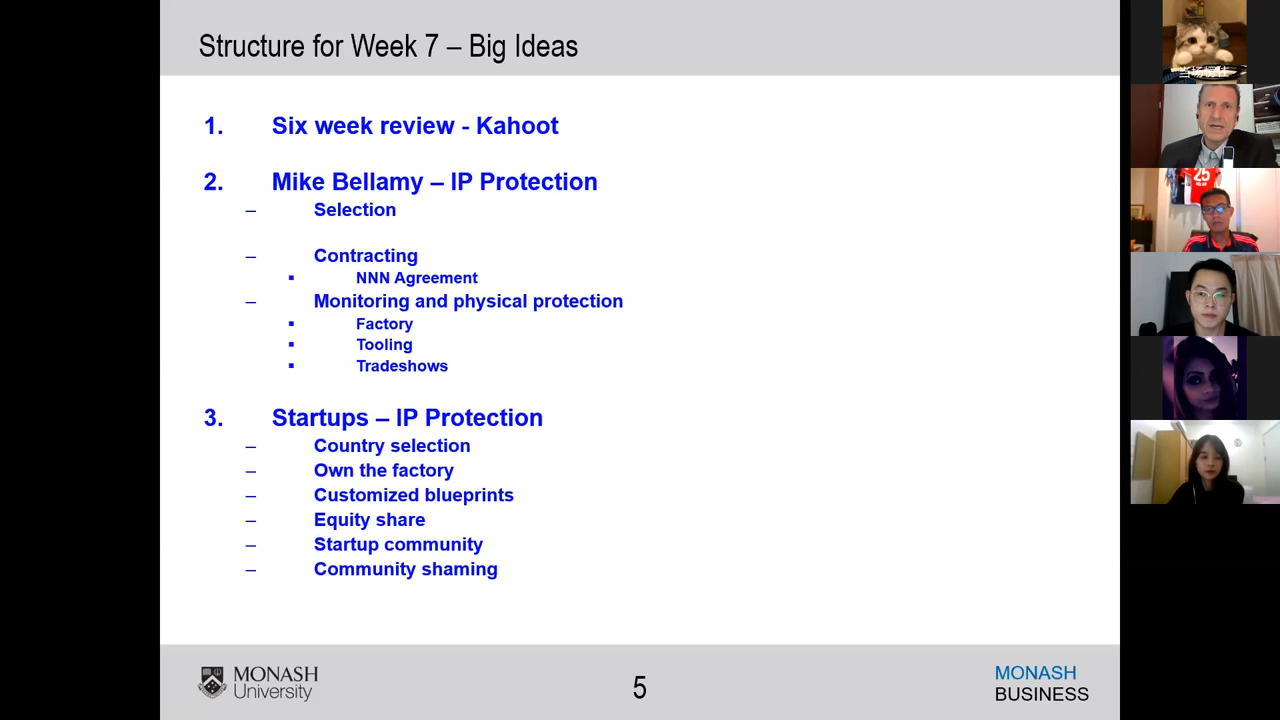 Structure for Week 7 – Big Ideas
1. Six week review - Kahoot
2. Mike Bellamy – IP Protection
– Selection
– Contracting
▪ NNN Agreement
– Monitoring and physical protection
▪ Factory
▪ Tooling
▪ Tradeshows
3. Startups – IP Protection
– Country selection
– Own the factory
– Customized blueprints
– Equity share
– Startup community
– Community shaming
MONASH
University
5
MONASH
BUSINESS
25